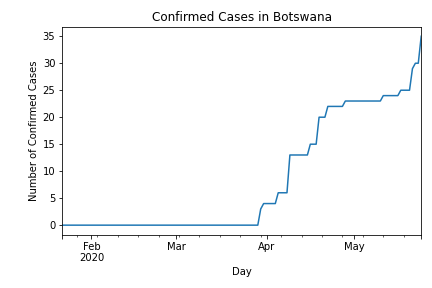 Confirmed Cases in Botswana
35
30
25
20
15
10
5
0
Number of Confirmed Cases
Feb
2020
Mar
Apr
May
Day